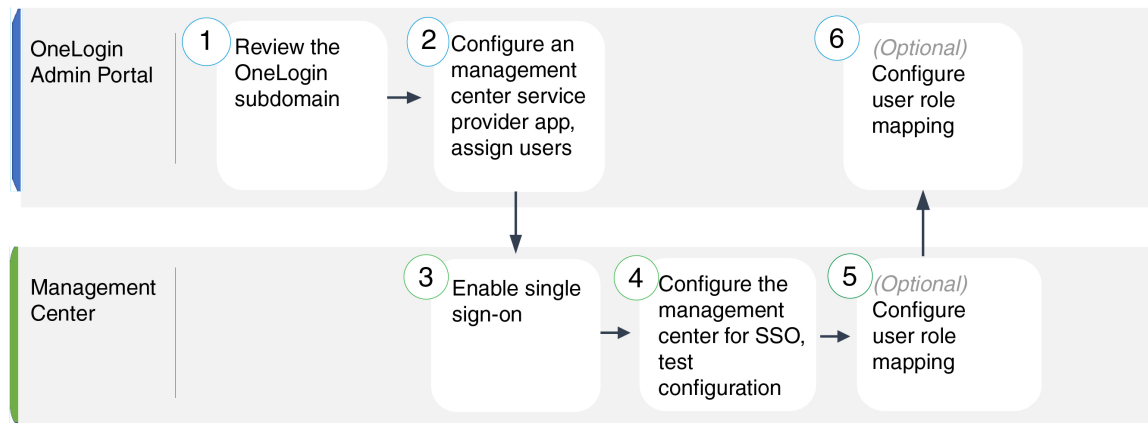 OneLogin
Admin Portal
1
Review the
OneLogin
subdomain
2
Configure an
management
center service
provider app,
assign users
6
(Optional)
Configure
user role
mapping
Management
Center
3
Enable single
sign-on
4
Configure the
management
center for SSO,
test
configuration
5
(Optional)
Configure
user role
mapping